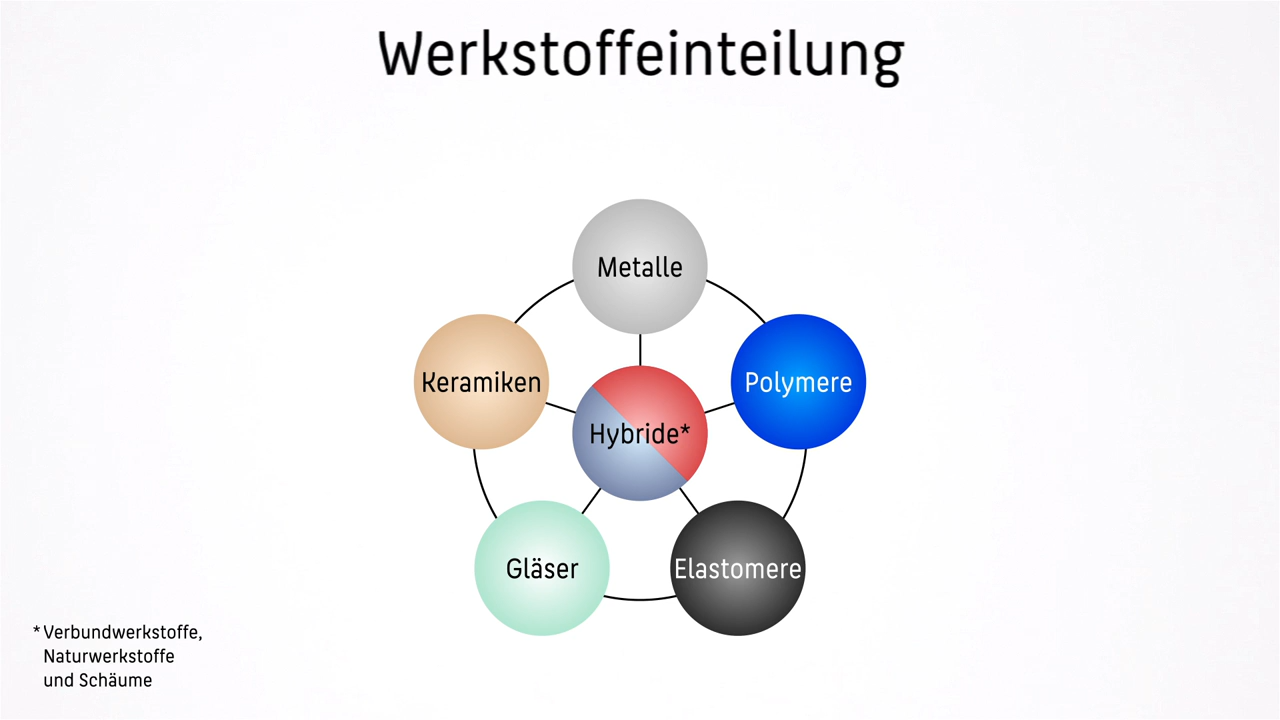 Werkstoffeinteilung
Metalle
Keramiken
Polymere
Hybride*
Gläser
Elastomere
* Verbundwerkstoffe,
Naturwerkstoffe
und Schäume